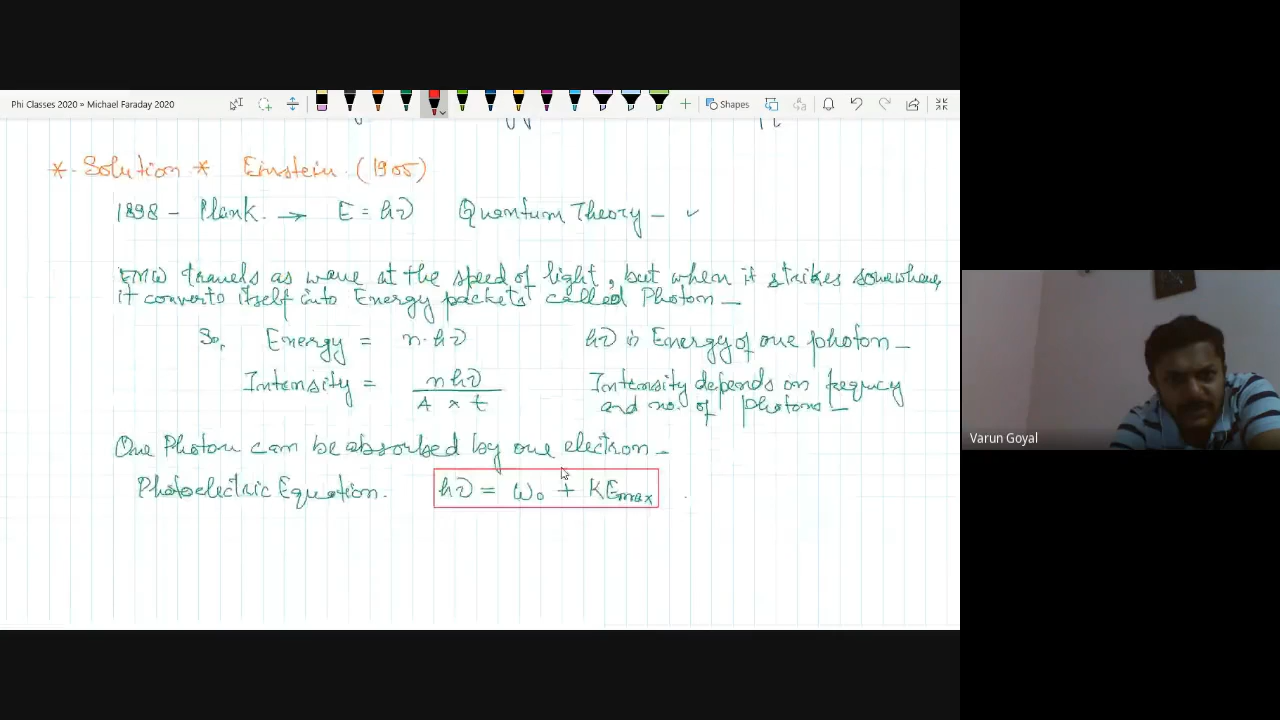 Phi Classes 2020 » Michael Faraday 2020
Shapes
* Solution * Einstein (1905)
1898 - Plank. → E = hν Quantum Theory - ✓
EMW travels as wave at the speed of light, but when it strikes somewhere,
it converts itself into Energy packets called Photon -
So, Energy = n·hν hν is Energy of one photon -
Intensity = nhν / A × t Intensity depends on freqency
and no. of Photons -
One Photon can be absorbed by one electron -
Photoelectric Equation. hν = ω₀ + KEmax
Varun Goyal